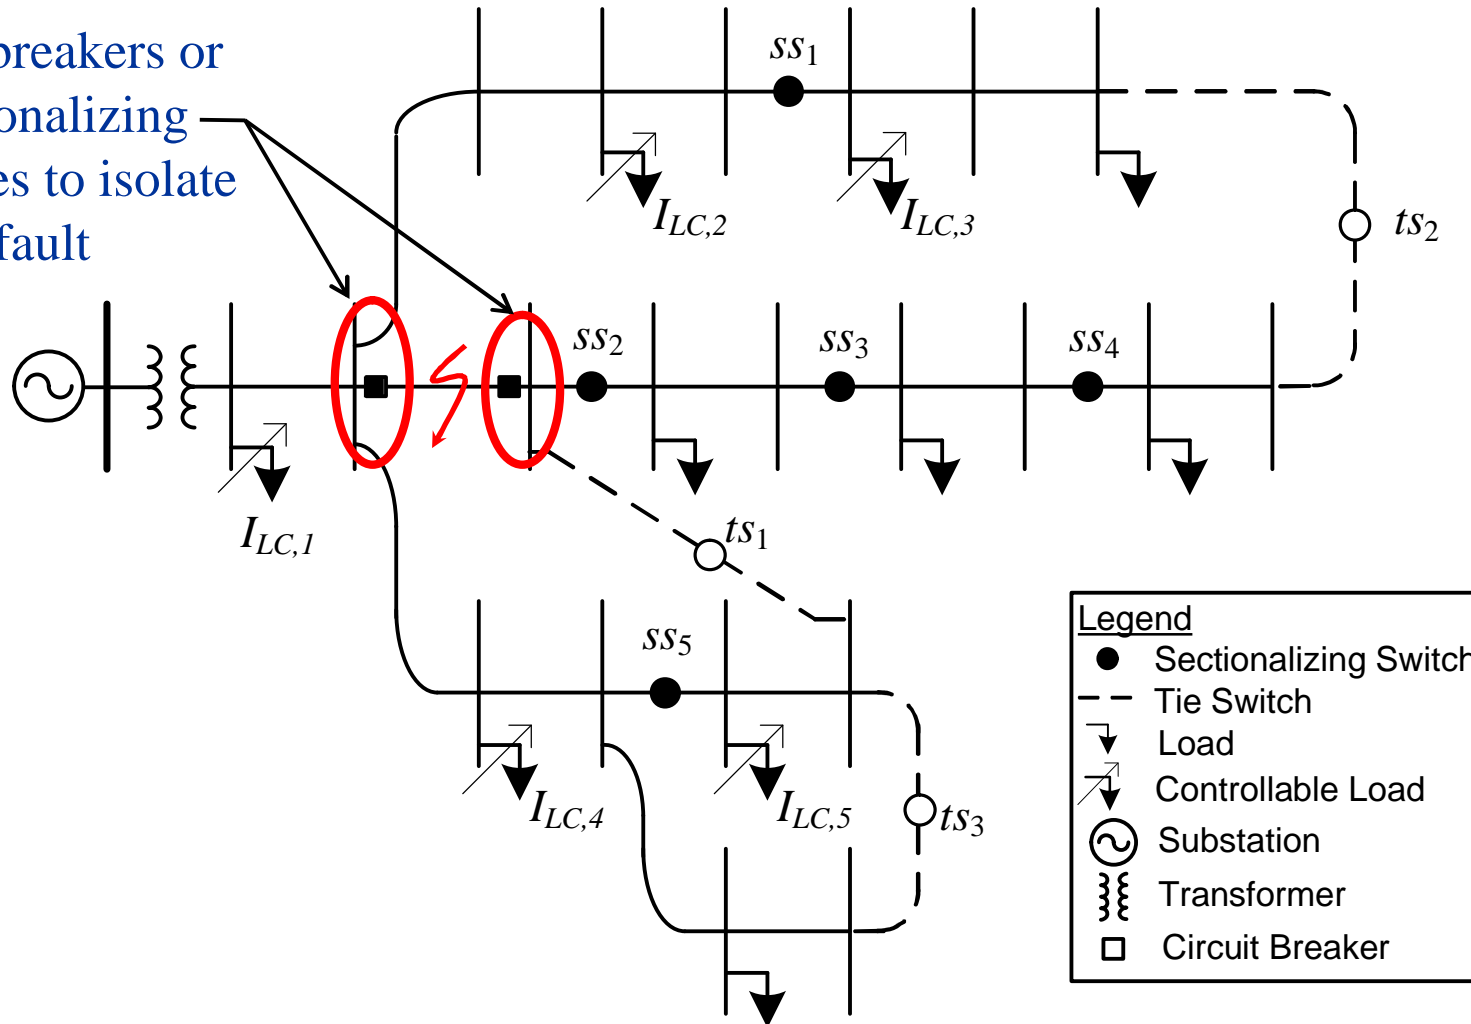 breakers or
onalizing
es to isolate
fault
ss1
ILC,2
ILC,3
ts2
ss2
ss3
ss4
ILC,1
ts1
ss5
ILC,4
ILC,5
ts3
Legend
Sectionalizing Switch
Tie Switch
Load
Controllable Load
Substation
Transformer
Circuit Breaker